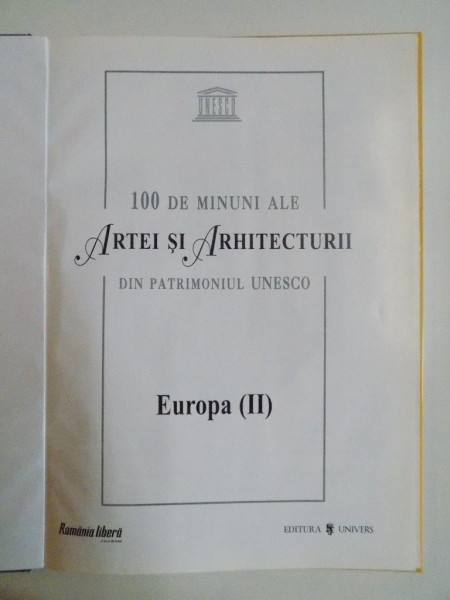 UNESCO
100 DE MINUNI ALE
ARTEI ȘI ARHITECTURII
DIN PATRIMONIUL UNESCO
Europa (II)
România liberă
EDITURA UNIVERS